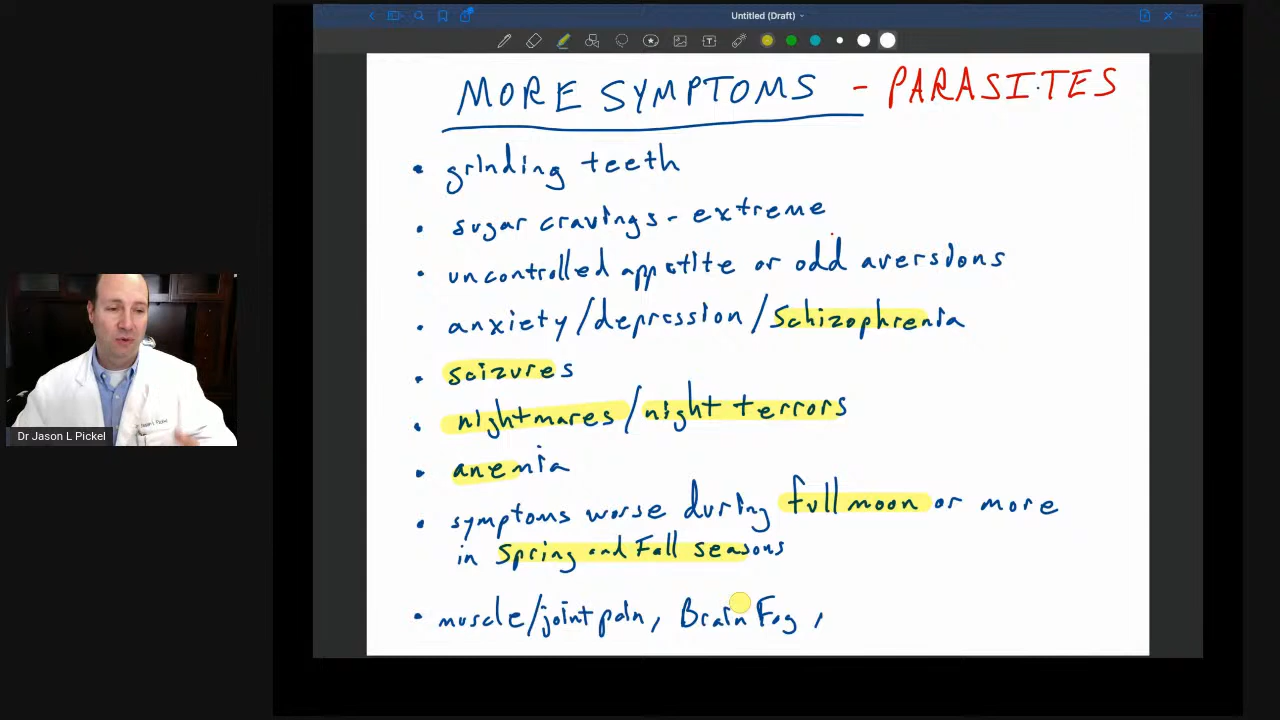 Untitled (Draft)
MORE SYMPTOMS - PARASITES
• grinding teeth
• sugar cravings - extreme
• uncontrolled appetite or odd aversions
• anxiety/depression/Schizophrenia
• seizures
• nightmares/night terrors
• anemia
• symptoms worse during full moon or more
in Spring and Fall seasons
• muscle/joint pain, Brain Fog,
Dr Jason L Pickel